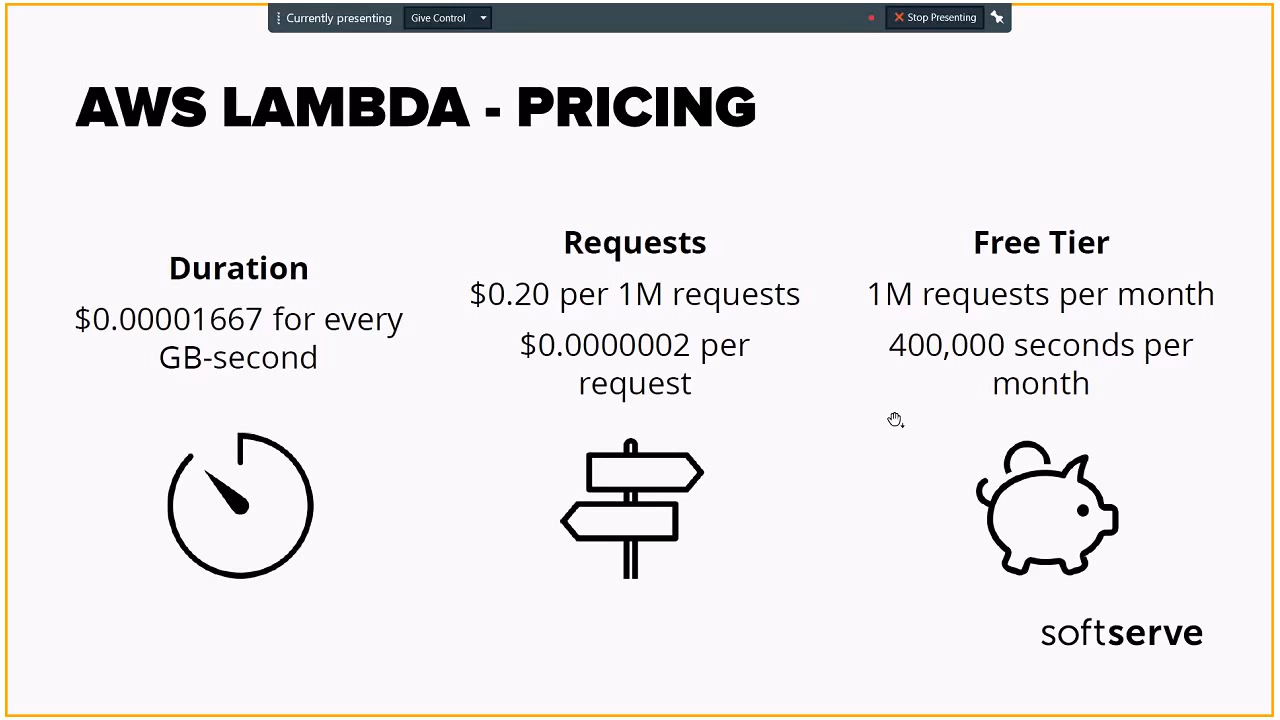 Currently presenting
Give Control
Stop Presenting
AWS LAMBDA - PRICING
Duration
$0.00001667 for every
GB-second
Requests
$0.20 per 1M requests
$0.0000002 per
request
Free Tier
1M requests per month
400,000 seconds per
month
softserve